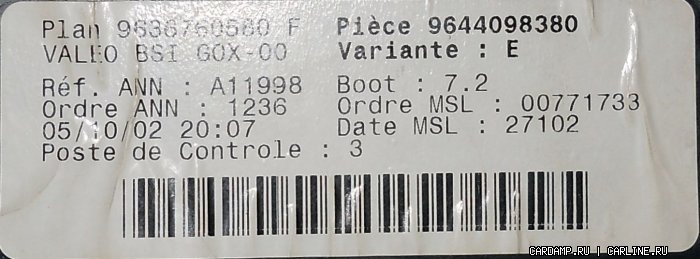 Plan 9636760580 F
Pièce 9644098380
VALEO BSI G0X-00
Variante : E
Réf. ANN : A11998
Boot : 7.2
Ordre ANN : 1236
Ordre MSL : 00771733
05/10/02 20:07
Date MSL : 27102
Poste de Controle : 3
CARDAMP.RU | CARLINE.RU